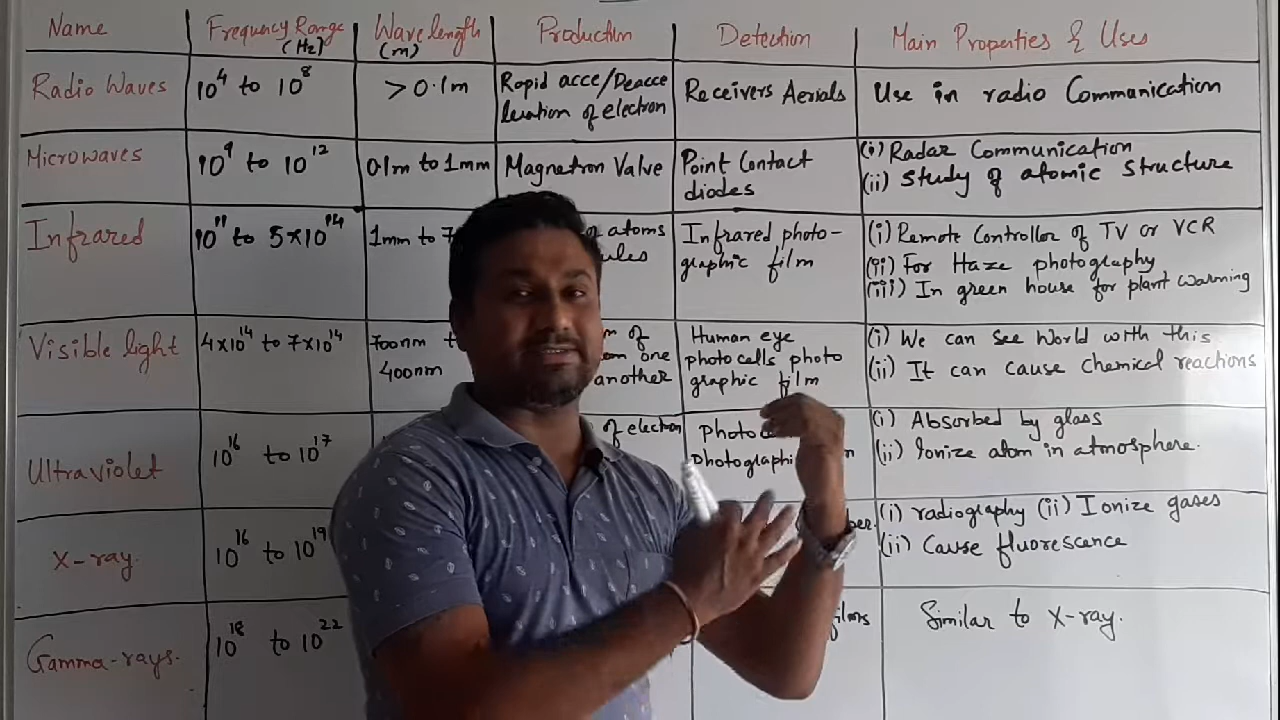 Name Frequency Range (Hz) Wavelength (m) Production Detection Main Properties & Uses
Radio Waves 10⁴ to 10⁸ >0.1m Rapid acce/Deacce Receivers Aerials Use in radio Communication
leration of electron
Microwaves 10⁹ to 10¹² 0.1m to 1mm Magnetron Valve Point Contact (i) Radar Communication
diodes (ii) Study of atomic structure
Infrared 10¹¹ to 5×10¹⁴ 1mm to of atoms Infrared photo- (i) Remote Controller of TV or VCR
graphic film (ii) For Haze photography
(iii) In green house for plant warming
Visible light 4×10¹⁴ to 7×10¹⁴ 700nm of Human eye (i) We can see world with this
400nm one photocells photo (ii) It can cause chemical reactions
another graphic film
Ultraviolet 10¹⁶ to 10¹⁷ of electron (i) Absorbed by glass
(ii) Ionize atom in atmosphere.
X-ray. 10¹⁶ to 10¹⁹ (i) radiography (ii) Ionize gases
(ii) Cause fluorescence
Gamma-rays. 10¹⁸ to 10²² Similar to X-ray.